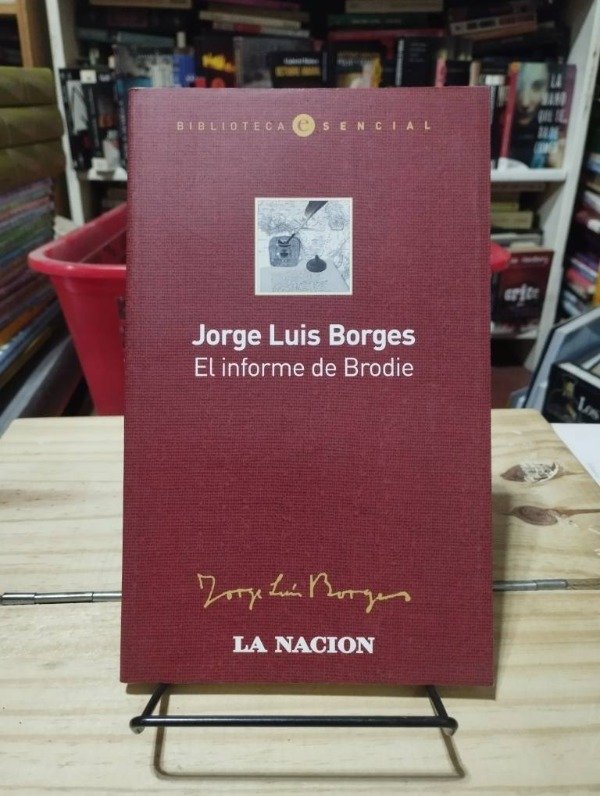 BIBLIOTECA eSENCIAL
Jorge Luis Borges
El informe de Brodie
Jorge Luis Borges
LA NACION